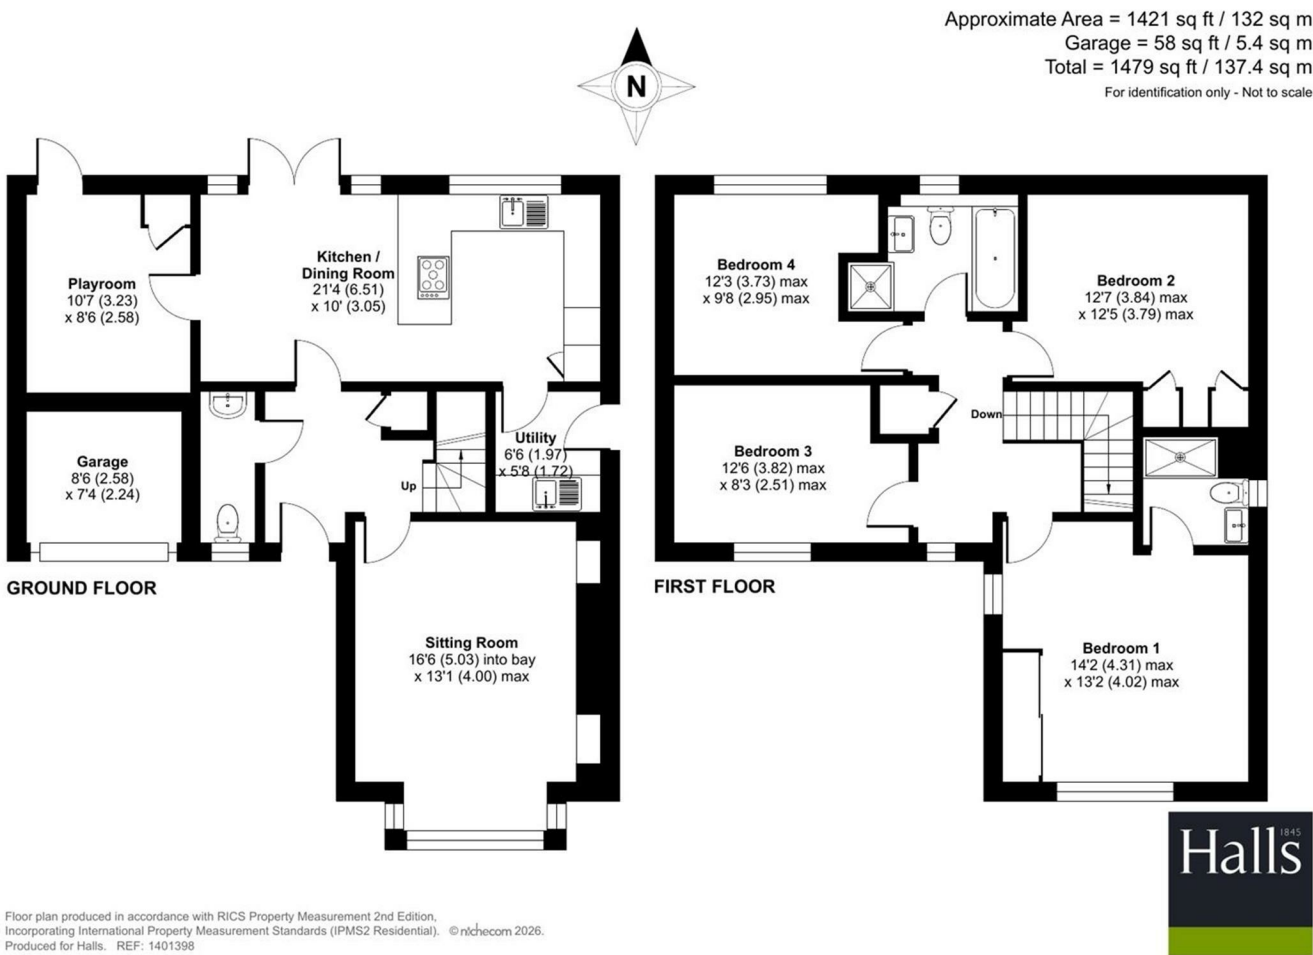 Approximate Area = 1421 sq ft / 132 sq m
Garage = 58 sq ft / 5.4 sq m
Total = 1479 sq ft / 137.4 sq m
For identification only - Not to scale
N
Playroom
10'7 (3.23)
x 8'6 (2.58)
Kitchen /
Dining Room
21'4 (6.51)
x 10' (3.05)
Garage
8'6 (2.58)
x 7'4 (2.24)
Up
Utility
6'6 (1.97)
x 5'8 (1.72)
Sitting Room
16'6 (5.03) into bay
x 13'1 (4.00) max
GROUND FLOOR
Bedroom 4
12'3 (3.73) max
x 9'8 (2.95) max
Bedroom 2
12'7 (3.84) max
x 12'5 (3.79) max
Down
Bedroom 3
12'6 (3.82) max
x 8'3 (2.51) max
Bedroom 1
14'2 (4.31) max
x 13'2 (4.02) max
FIRST FLOOR
Halls 1845
Floor plan produced in accordance with RICS Property Measurement 2nd Edition,
Incorporating International Property Measurement Standards (IPMS2 Residential). © nichecom 2026.
Produced for Halls. REF: 1401398